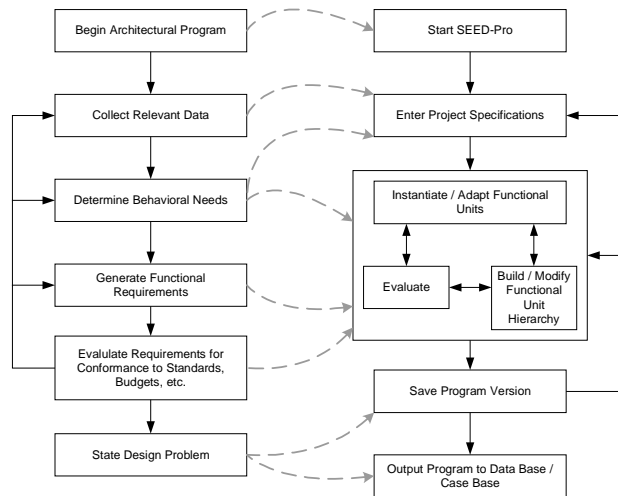 Begin Architectural Program
Collect Relevant Data
Determine Behavioral Needs
Generate Functional
Requirements
Evalulate Requirements for
Conformance to Standards,
Budgets, etc.
State Design Problem
Start SEED-Pro
Enter Project Specifications
Instantiate / Adapt Functional
Units
Evaluate
Build / Modify
Functional
Unit
Hierarchy
Save Program Version
Output Program to Data Base /
Case Base